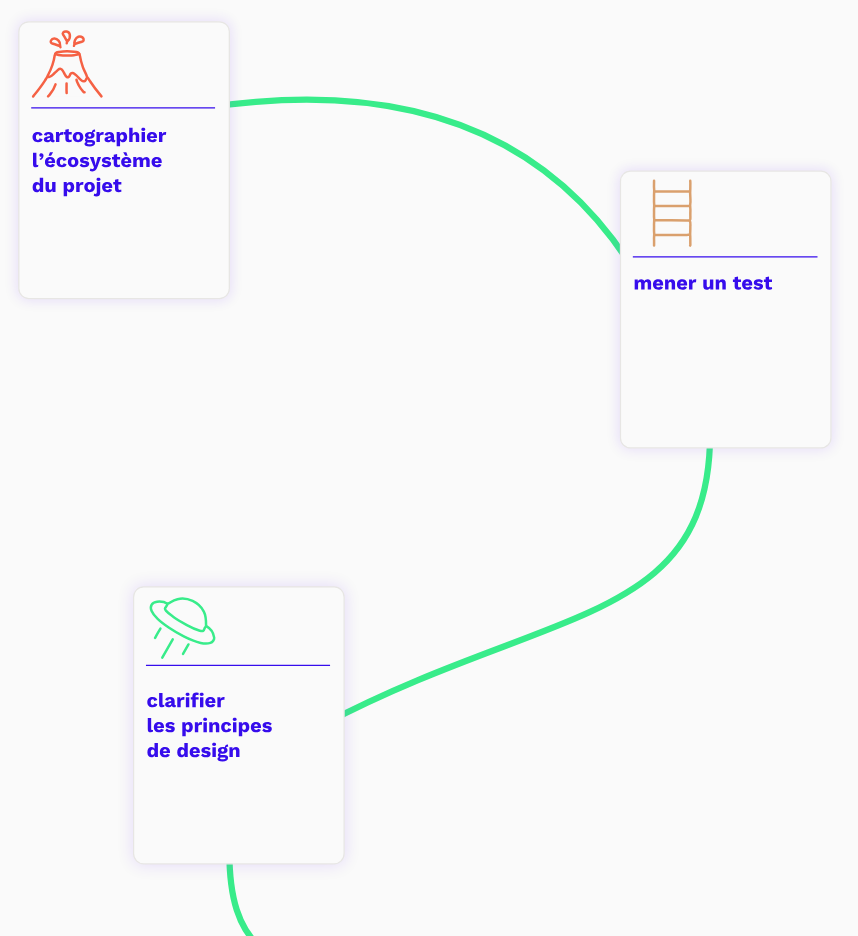 cartographier
l’écosystème
du projet
mener un test
clarifier
les principes
de design